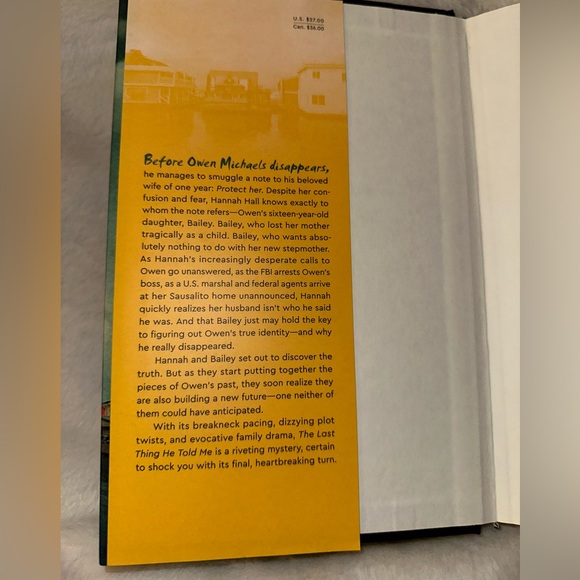 U.S. $27.00
Can. $36.00
Before Owen Michaels disappears,
he manages to smuggle a note to his beloved
wife of one year: Protect her. Despite her con-
fusion and fear, Hannah Hall knows exactly to
whom the note refers—Owen's sixteen-year-old
daughter, Bailey. Bailey, who lost her mother
tragically as a child. Bailey, who wants abso-
lutely nothing to do with her new stepmother.
As Hannah's increasingly desperate calls to
Owen go unanswered, as the FBI arrests Owen's
boss, as a U.S. marshal and federal agents arrive
at her Sausalito home unannounced, Hannah
quickly realizes her husband isn't who he said
he was. And that Bailey just may hold the key
to figuring out Owen's true identity—and why
he really disappeared.
Hannah and Bailey set out to discover the
truth. But as they start putting together the
pieces of Owen's past, they soon realize they
are also building a new future—one neither of
them could have anticipated.
With its breakneck pacing, dizzying plot
twists, and evocative family drama, The Last
Thing He Told Me is a riveting mystery, certain
to shock you with its final, heartbreaking turn.